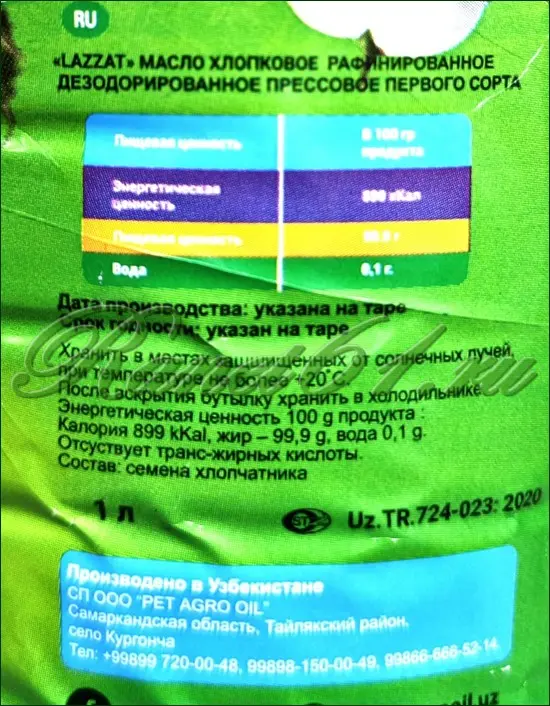 RU
«LAZZAT» МАСЛО ХЛОПКОВОЕ РАФИНИРОВАННОЕ
ДЕЗОДОРИРОВАННОЕ ПРЕССОВОЕ ПЕРВОГО СОРТА
Пищевая ценность
В 100 гр
продукта
Энергетическая
ценность
899 кКал
Пищевая ценность
99,9 г
Вода
0,1 г.
Дата производства: указана на таре
Срок годности: указан на таре
Хранить в местах защищенных от солнечных лучей,
при температуре не более +20°с.
После вскрытия бутылку хранить в холодильнике
Энергетическая ценность 100 g продукта :
Калория 899 kKal, жир – 99,9 g, вода 0,1 g.
Отсуствует транс-жирных кислоты.
Состав: семена хлопчатника
1 л
Uz.TR.724-023: 2020
Произведено в Узбекистане
СП ООО "PET AGRO OIL"
Самаркандская область, Тайлякский район,
село Кургонча
Тел: +99899 720-00-48, 99898-150-00-49, 99866-666-52-14